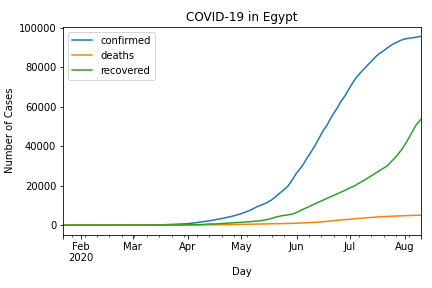 COVID-19 in Egypt
confirmed
deaths
recovered
Number of Cases
100000
80000
60000
40000
20000
0
Feb
2020
Mar
Apr
May
Jun
Jul
Aug
Day